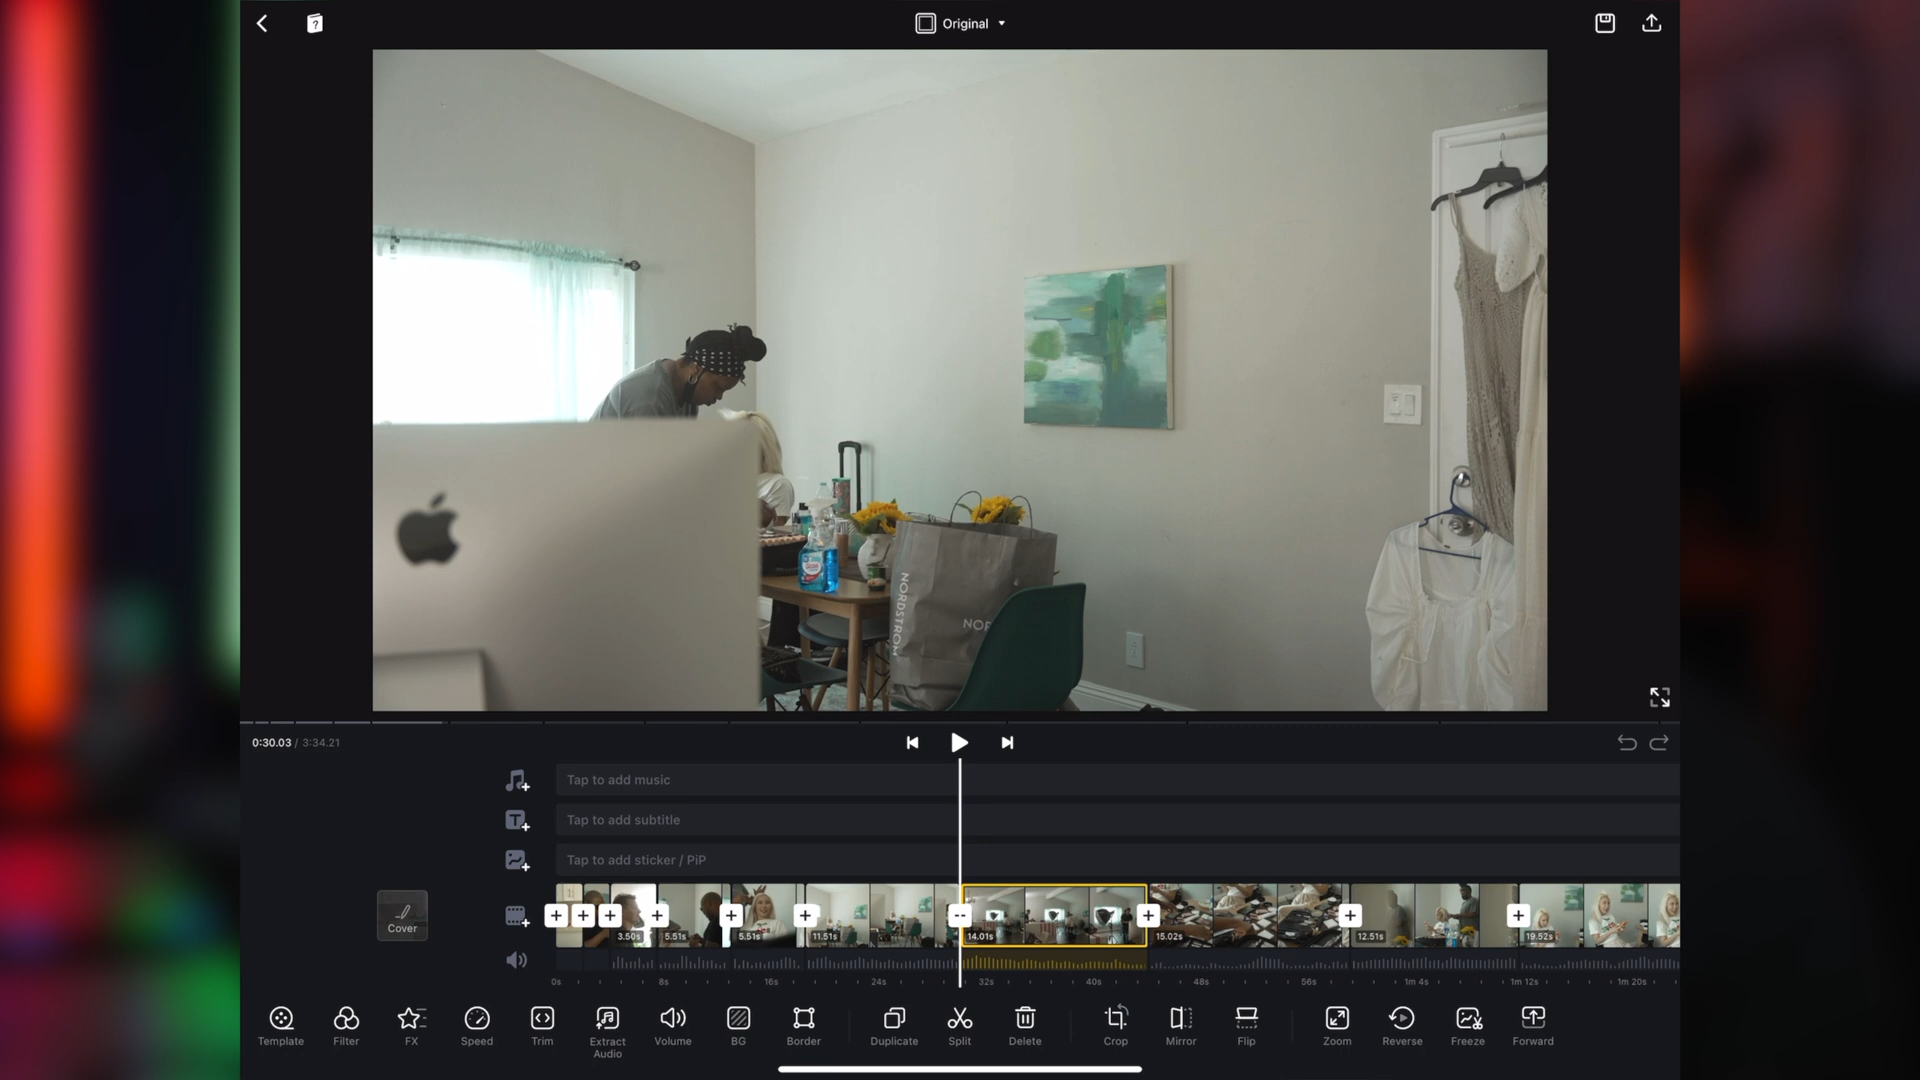 Original
NORDSTROM
NOR
0:30.03 / 3:34.21
Tap to add music
Tap to add subtitle
Tap to add sticker / PiP
Cover
3.50s 5.51s 5.51s 11.51s 14.01s 15.02s 12.51s 19.52s
0s 8s 16s 24s 32s 40s 48s 56s 1m 4s 1m 12s 1m 20s
Template Filter FX Speed Trim Extract Audio Volume BG Border Duplicate Split Delete Crop Mirror Flip Zoom Reverse Freeze Forward